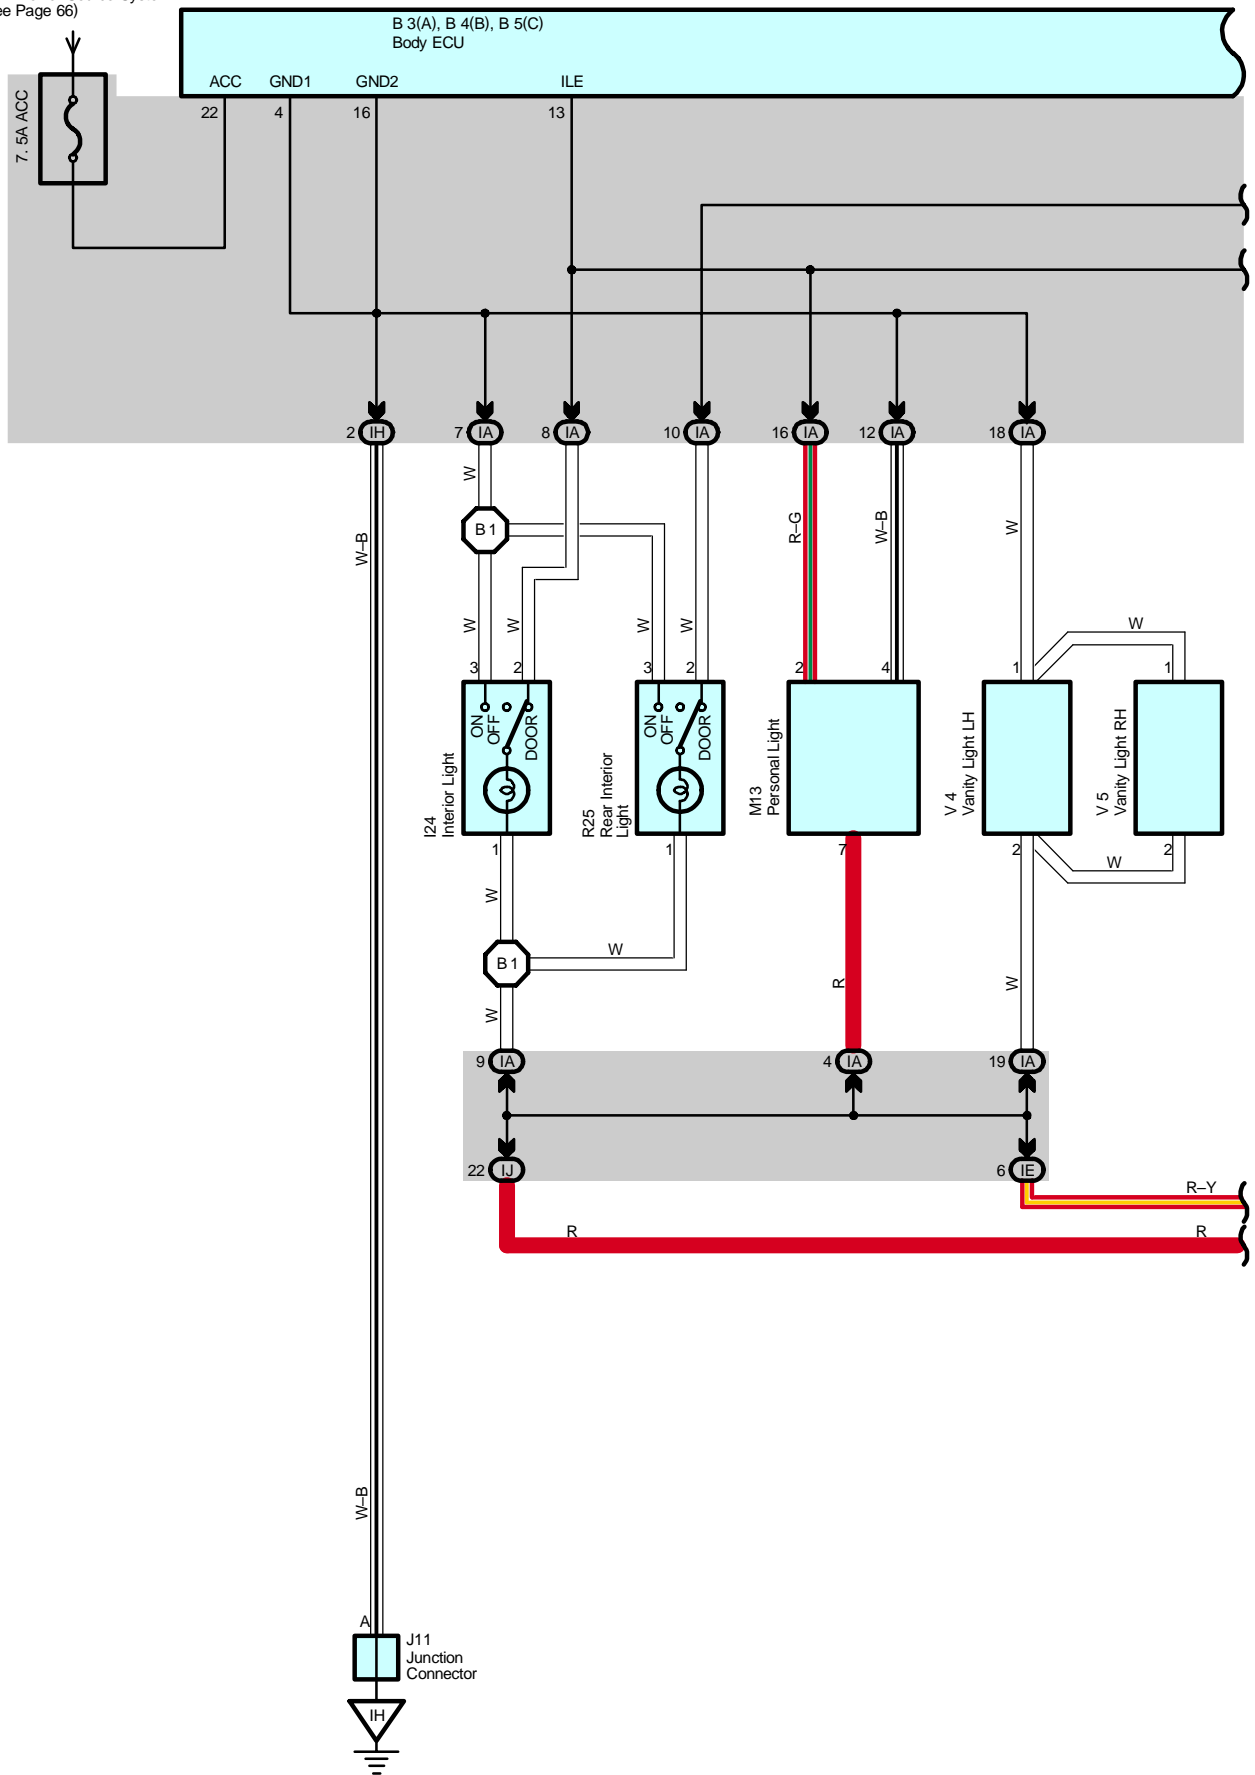 ee Page 66)
B 3(A), B 4(B), B 5(C)
Body ECU
ACC GND1 GND2 ILE
22 4 16 13
7. 5A ACC
2 IH 7 IA 8 IA 10 IA 16 IA 12 IA 18 IA
W
B 1
W–B
R–G
W–B
W
W
W
W
W
W
3 2 3 2 2 4 1 1
ON
OFF
DOOR
ON
OFF
DOOR
I24
Interior Light
R25
Rear Interior
Light
M13
Personal Light
V 4
Vanity Light LH
V 5
Vanity Light RH
1 1 7 2 2
W
W
B 1
W
R
W
W
9 IA 4 IA 19 IA
22 IJ 6 IE
R–Y
R R
W–B
A
J11
Junction
Connector
IH